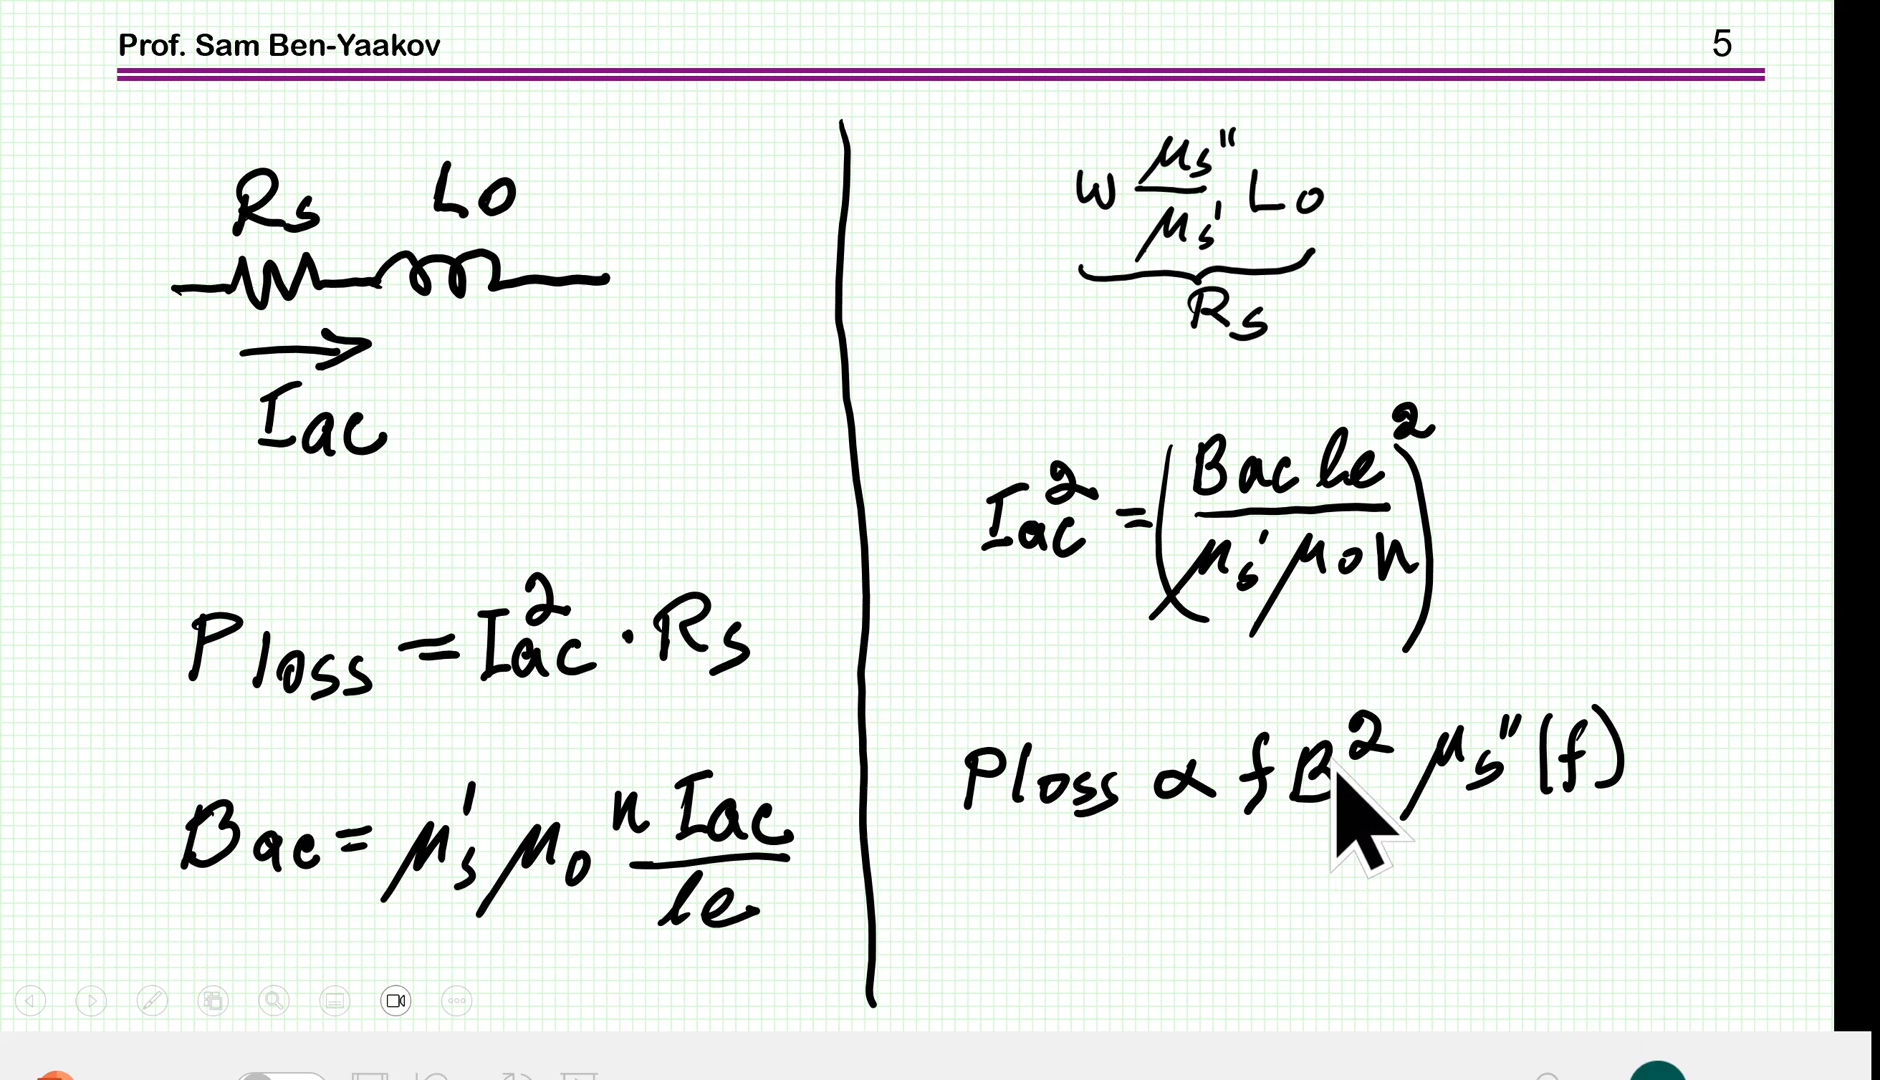 Prof. Sam Ben-Yaakov
5
Rs Lo
Iac
Ploss = Iac² · Rs
Bac = μs' μo n Iac / le
ω μs'' / μs' Lo
Rs
Iac² = (Bac le / μs' μo n)²
Ploss ∝ f B² μs'' (f)